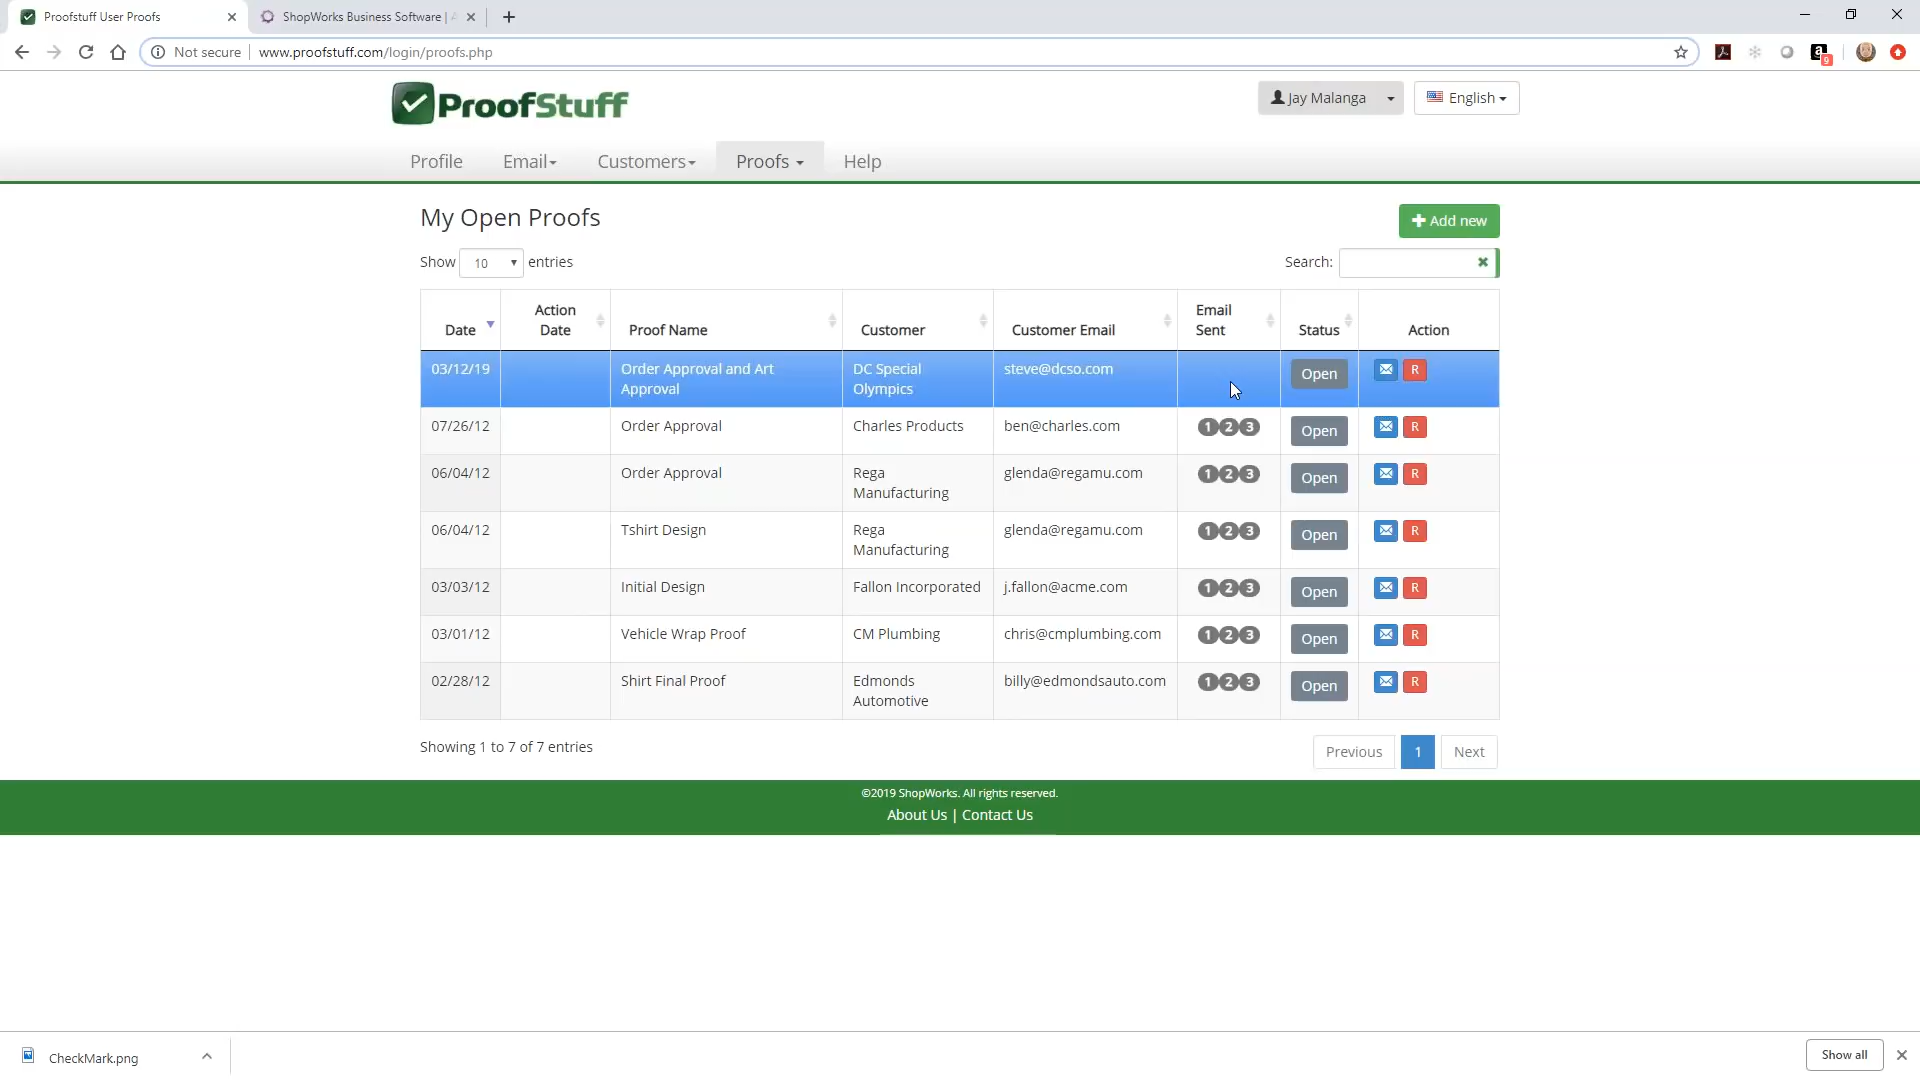 Proofstuff User Proofs
ShopWorks Business Software |
Not secure www.proofstuff.com/login/proofs.php
9
ProofStuff
Jay Malanga
English
Profile Email Customers Proofs Help
My Open Proofs
Add new
Show 10 entries
Search:
Date Action Date Proof Name Customer Customer Email Email Sent Status Action
03/12/19 Order Approval and Art Approval DC Special Olympics steve@dcso.com Open R
07/26/12 Order Approval Charles Products ben@charles.com 1 2 3 Open R
06/04/12 Order Approval Rega Manufacturing glenda@regamu.com 1 2 3 Open R
06/04/12 Tshirt Design Rega Manufacturing glenda@regamu.com 1 2 3 Open R
03/03/12 Initial Design Fallon Incorporated j.fallon@acme.com 1 2 3 Open R
03/01/12 Vehicle Wrap Proof CM Plumbing chris@cmplumbing.com 1 2 3 Open R
02/28/12 Shirt Final Proof Edmonds Automotive billy@edmondsauto.com 1 2 3 Open R
Showing 1 to 7 of 7 entries
Previous 1 Next
©2019 ShopWorks. All rights reserved.
About Us | Contact Us
CheckMark.png
Show all